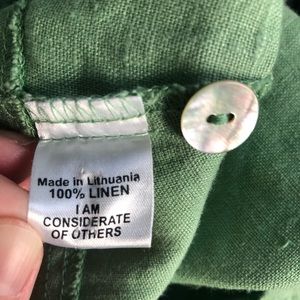 Made in Lithuania
100% LINEN
I AM
CONSIDERATE
OF OTHERS